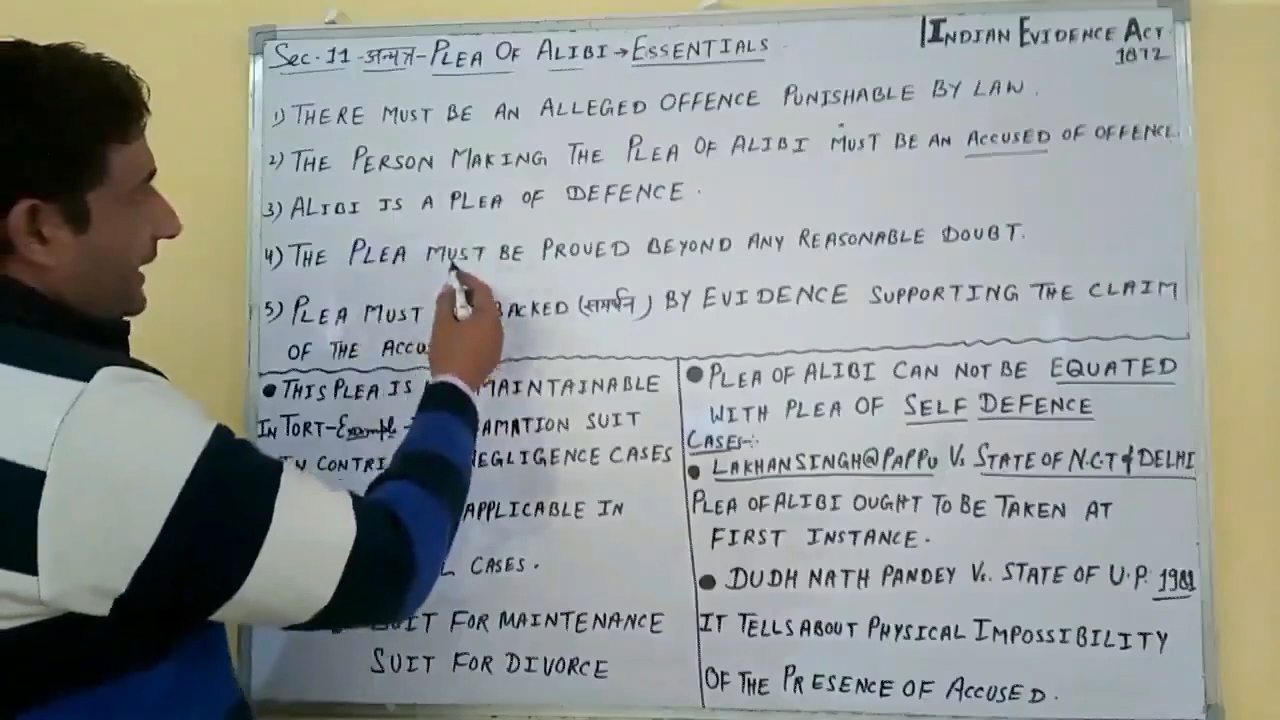 Sec. 11 - अन्यत्र - PLEA OF ALIBI → ESSENTIALS
INDIAN EVIDENCE ACT
1872
1) THERE MUST BE AN ALLEGED OFFENCE PUNISHABLE BY LAW.
2) THE PERSON MAKING THE PLEA OF ALIBI MUST BE AN ACCUSED OF OFFENCE.
3) ALIBI IS A PLEA OF DEFENCE.
4) THE PLEA MUST BE PROVED BEYOND ANY REASONABLE DOUBT.
5) PLEA MUST BACKED (समर्थन) BY EVIDENCE SUPPORTING THE CLAIM
OF THE
● THIS PLEA IS MAINTAINABLE
IN TORT - Example - SUIT
NEGLIGENCE CASES
APPLICABLE IN
CASES.
SUIT FOR MAINTENANCE
SUIT FOR DIVORCE
● PLEA OF ALIBI CAN NOT BE EQUATED
WITH PLEA OF SELF DEFENCE
CASES:-
● LAKHAN SINGH @ PAPPU Vs STATE OF N.C.T of DELHI
PLEA OF ALIBI OUGHT TO BE TAKEN AT
FIRST INSTANCE.
● DUDH NATH PANDEY Vs. STATE OF U.P. 1981
IT TELLS ABOUT PHYSICAL IMPOSSIBILITY
OF THE PRESENCE OF ACCUSED.